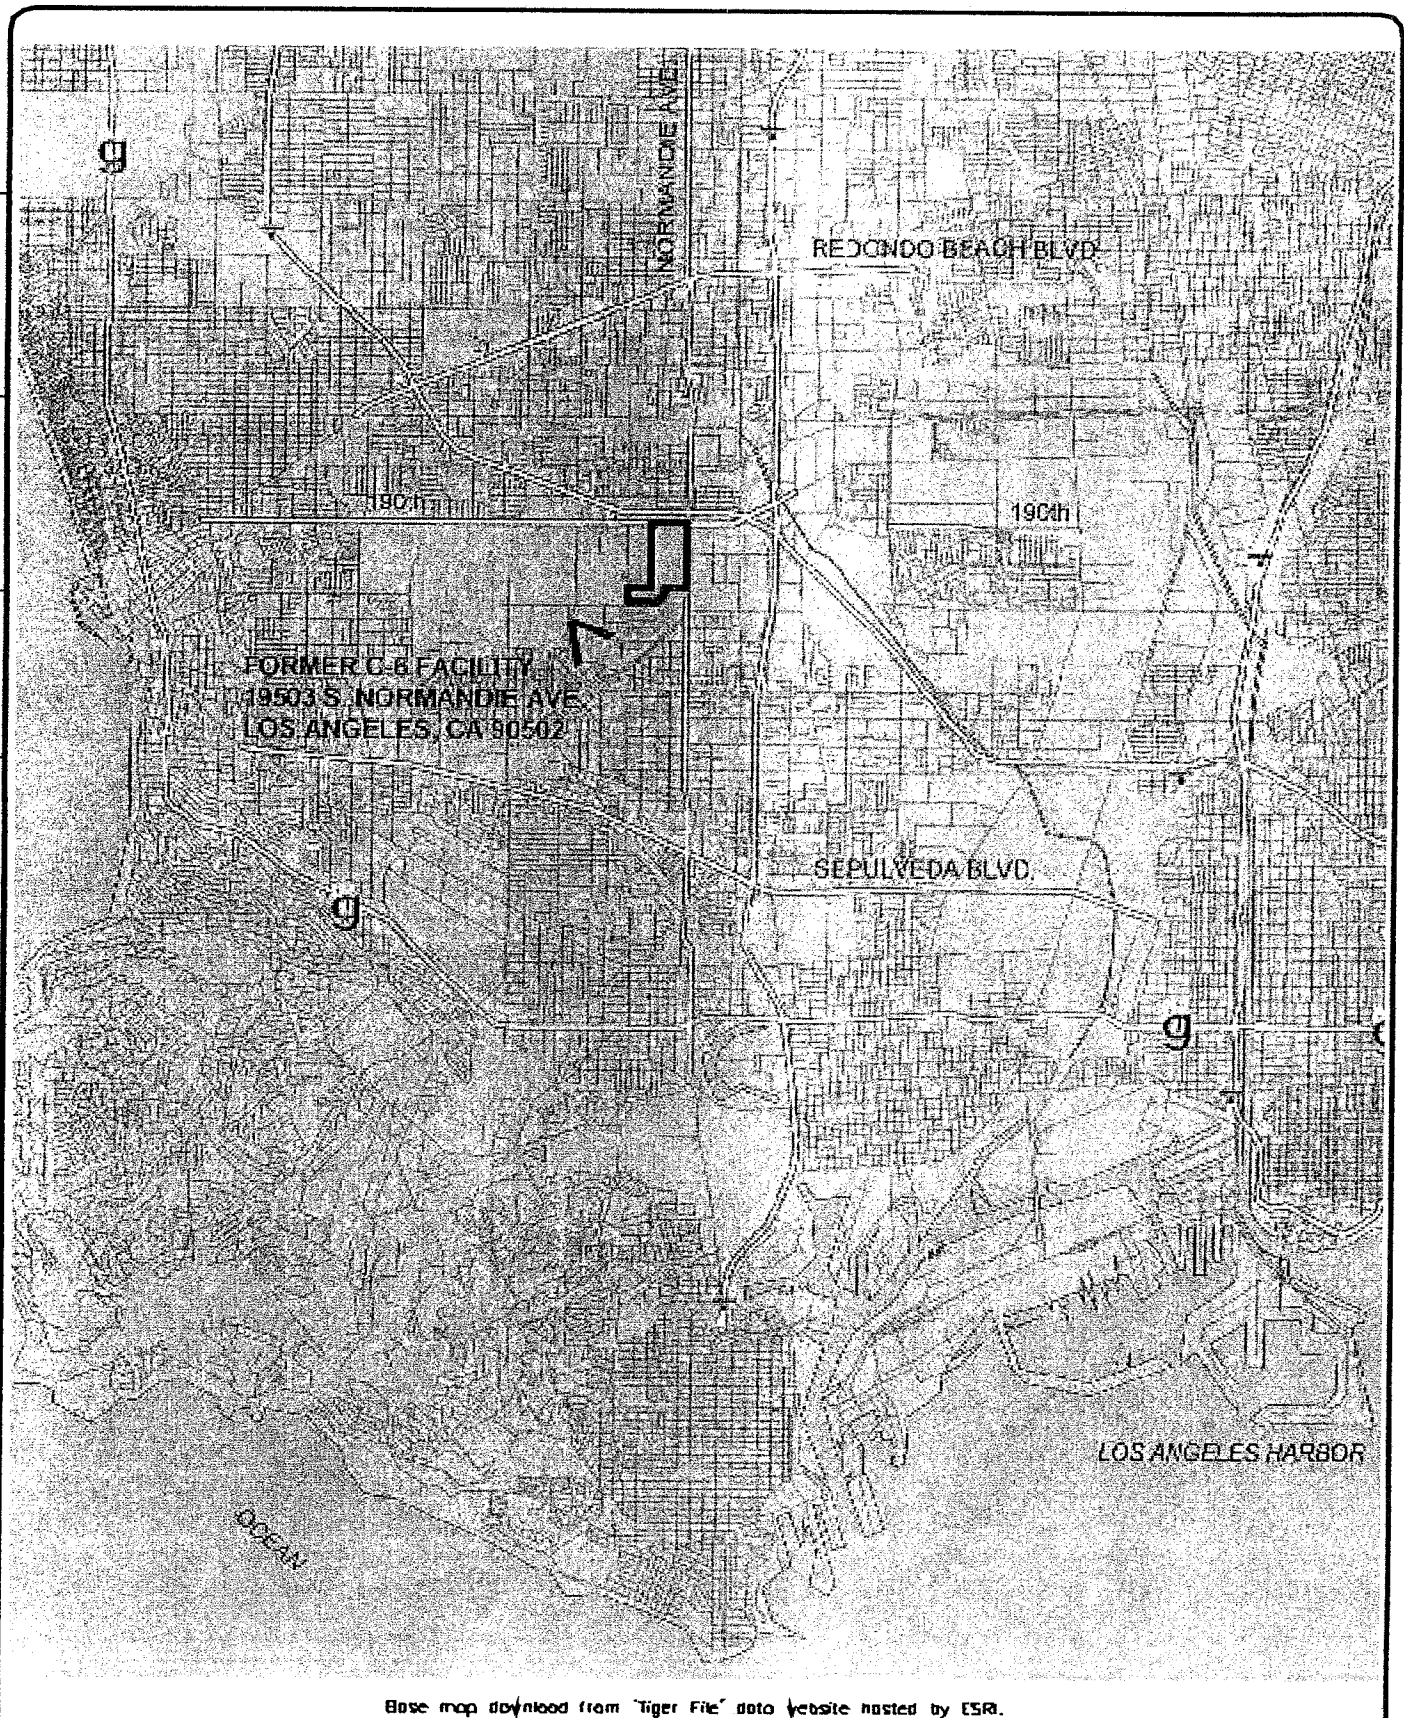 g
NORMANDIE AVE.
REDONDO BEACH BLVD
190th
190th
FORMER C-6 FACILITY
19503 S. NORMANDIE AVE.
LOS ANGELES, CA 90502
SEPULVEDA BLVD.
g
g
LOS ANGELES HARBOR
OCEAN
Base map download from "Tiger File" data website hosted by ESRI.